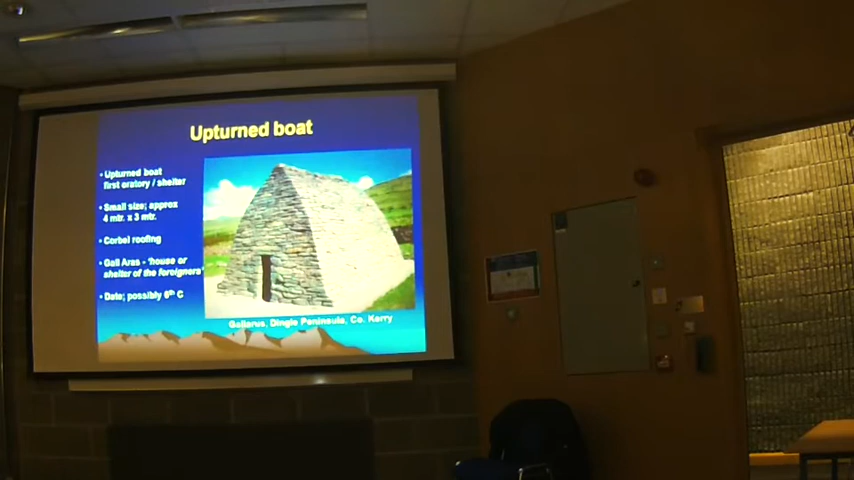 Upturned boat
• Upturned boat
first oratory / shelter
• Small size; approx
4 mtr. x 3 mtr.
• Corbel roofing
• Gall Aras - 'house or
shelter of the foreigners'
• Date; possibly 6th C
Gallarus, Dingle Peninsula, Co. Kerry